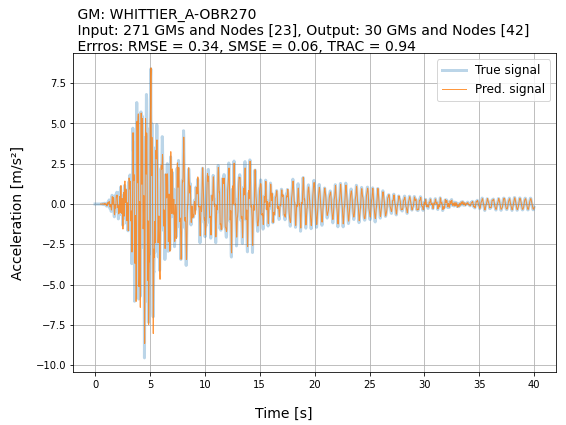 GM: WHITTIER_A-OBR270
Input: 271 GMs and Nodes [23], Output: 30 GMs and Nodes [42]
Errros: RMSE = 0.34, SMSE = 0.06, TRAC = 0.94
True signal
Pred. signal
7.5
5.0
2.5
0.0
−2.5
−5.0
−7.5
−10.0
Acceleration [m/s²]
0 5 10 15 20 25 30 35 40
Time [s]